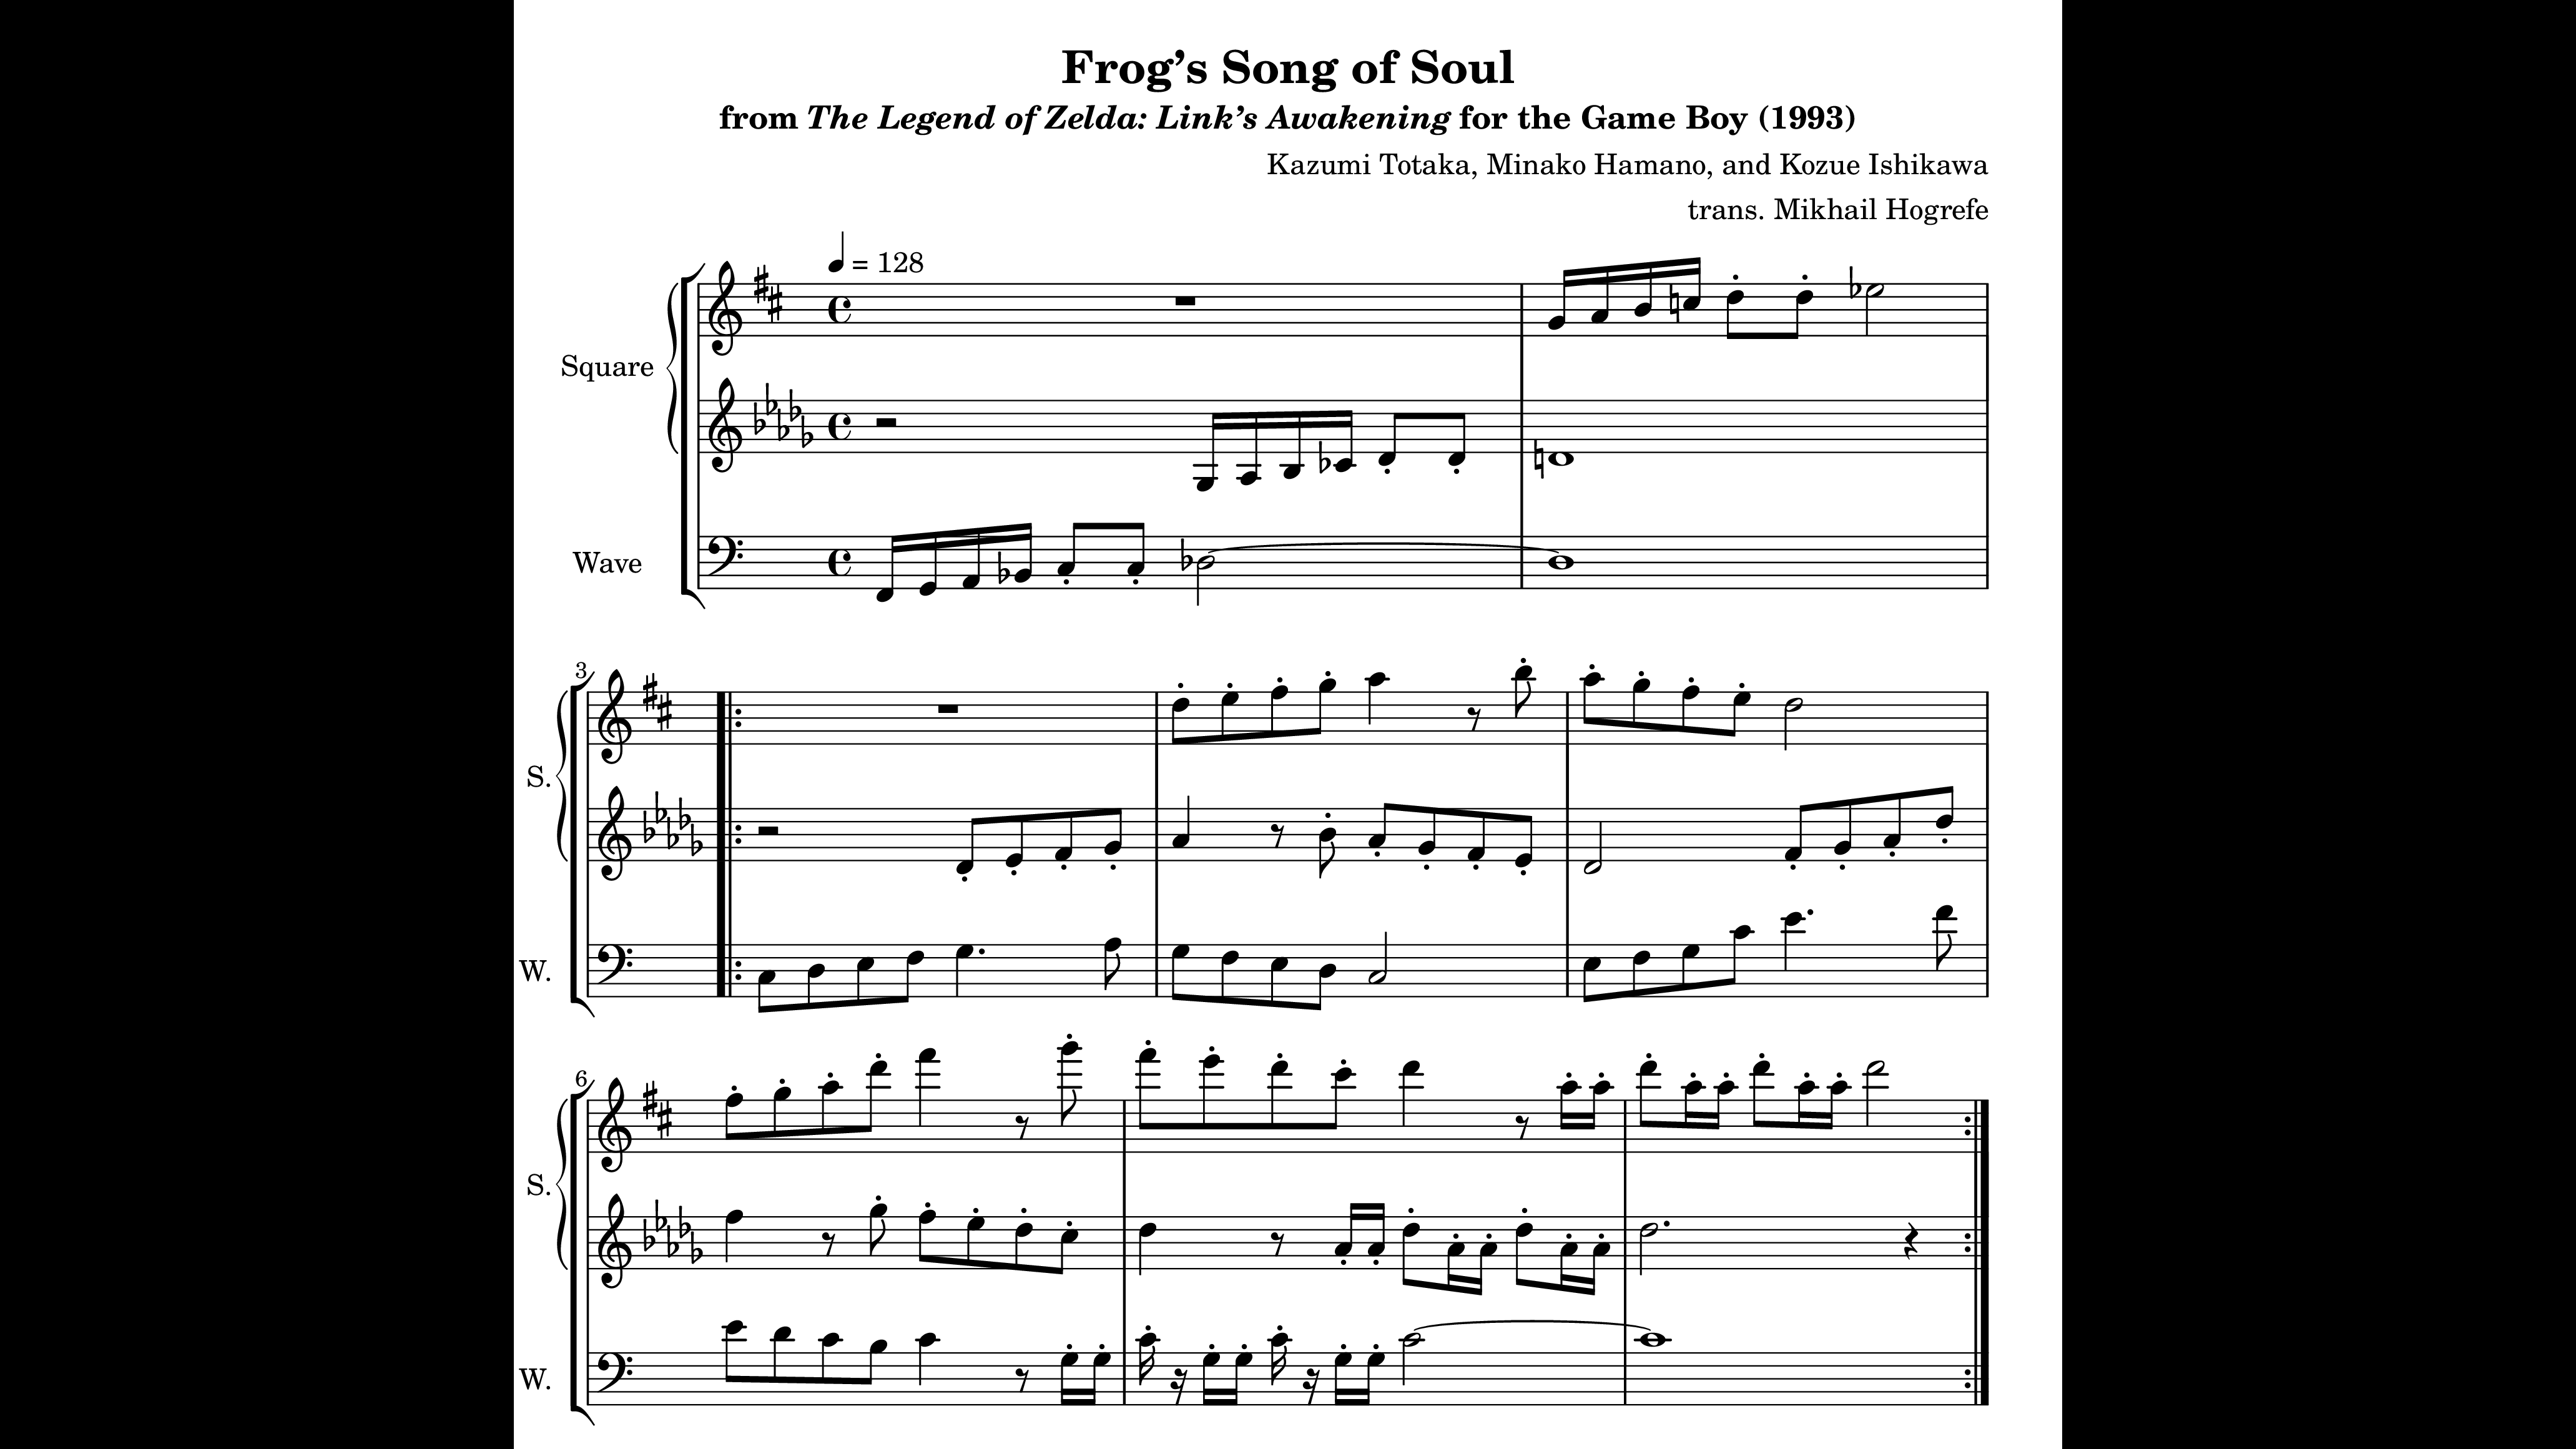 Frog’s Song of Soul
from The Legend of Zelda: Link’s Awakening for the Game Boy (1993)
Kazumi Totaka, Minako Hamano, and Kozue Ishikawa
trans. Mikhail Hogrefe
= 128
Square
Wave
3
S.
W.
6
S.
W.